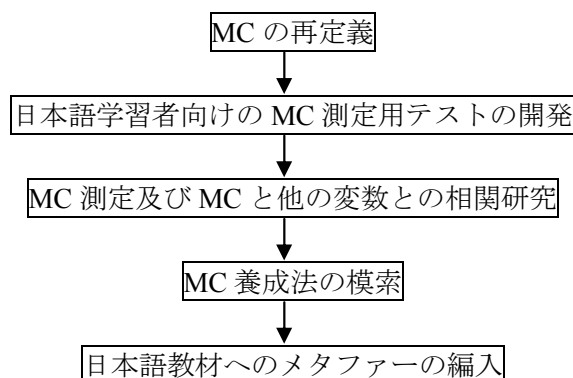 MC の再定義
日本語学習者向けの MC 測定用テストの開発
MC 測定及び MC と他の変数との相関研究
MC 養成法の模索
日本語教材へのメタファーの編入